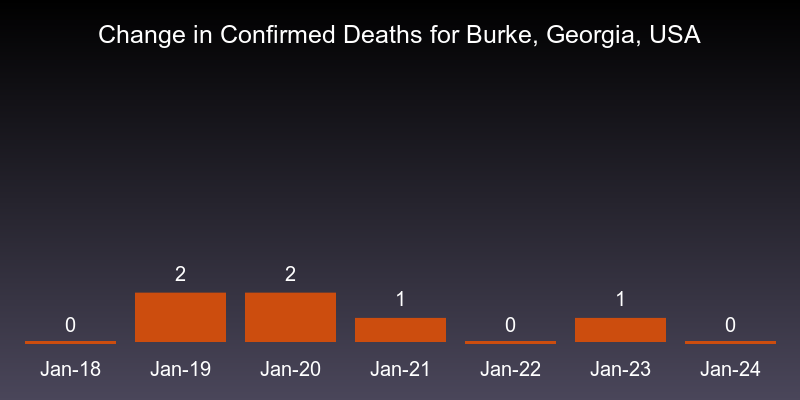 Change in Confirmed Deaths for Burke, Georgia, USA
0 2 2 1 0 1 0
Jan-18 Jan-19 Jan-20 Jan-21 Jan-22 Jan-23 Jan-24